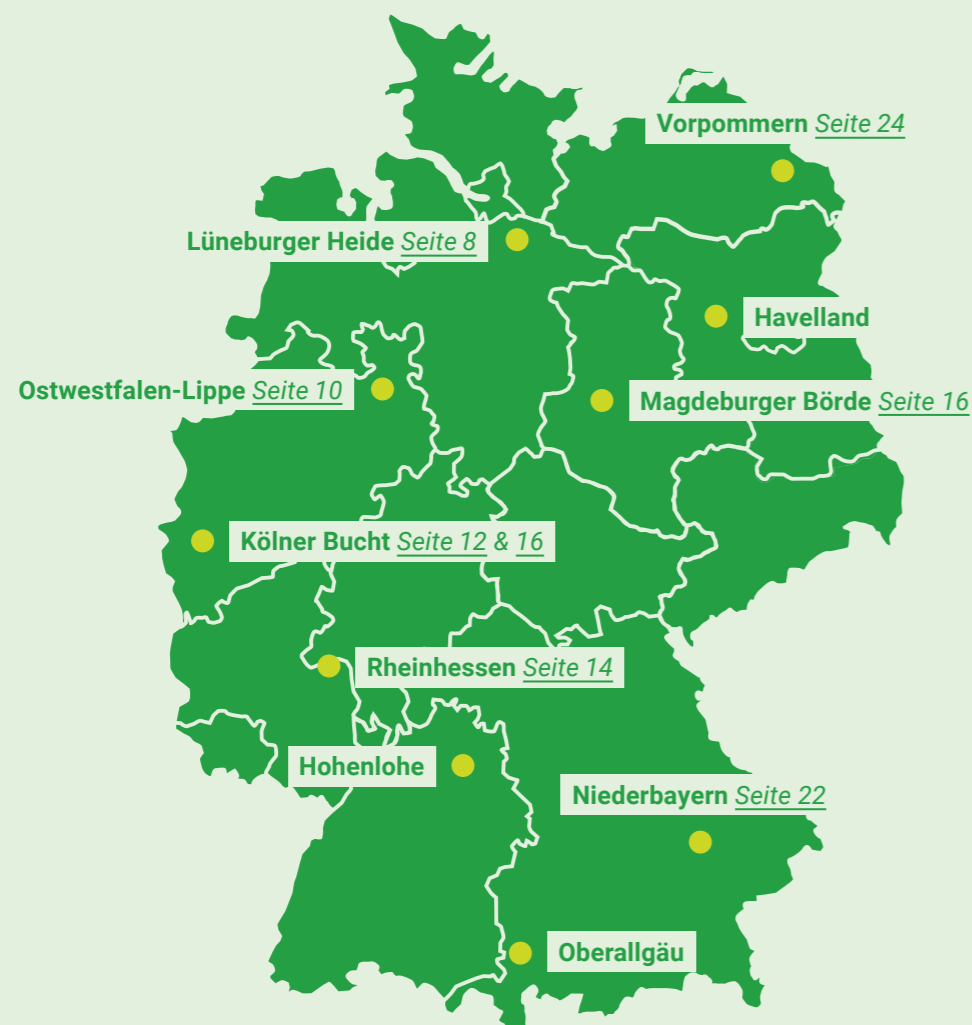 Vorpommern Seite 24
Lüneburger Heide Seite 8
Havelland
Ostwestfalen-Lippe Seite 10
Magdeburger Börde Seite 16
Kölner Bucht Seite 12 & 16
Rheinhessen Seite 14
Hohenlohe
Niederbayern Seite 22
Oberallgäu